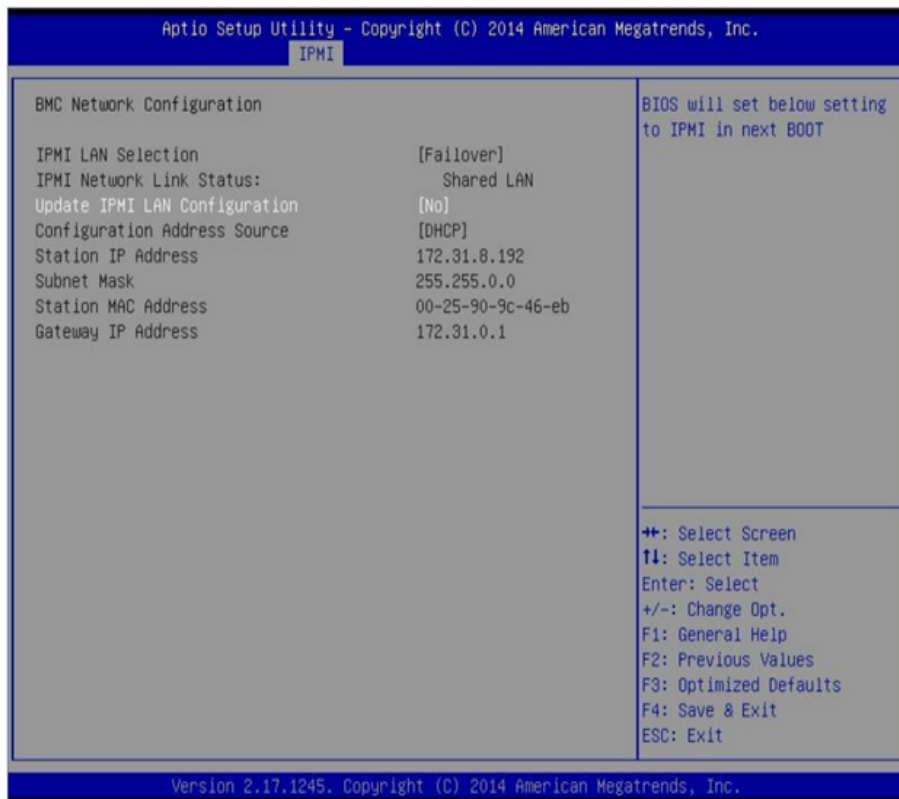 Aptio Setup Utility - Copyright (C) 2014 American Megatrends, Inc.
IPMI
BMC Network Configuration
IPMI LAN Selection [Failover]
IPMI Network Link Status: Shared LAN
Update IPMI LAN Configuration [No]
Configuration Address Source [DHCP]
Station IP Address 172.31.8.192
Subnet Mask 255.255.0.0
Station MAC Address 00-25-90-9c-46-eb
Gateway IP Address 172.31.0.1
BIOS will set below setting
to IPMI in next BOOT
→←: Select Screen
↑↓: Select Item
Enter: Select
+/-: Change Opt.
F1: General Help
F2: Previous Values
F3: Optimized Defaults
F4: Save & Exit
ESC: Exit
Version 2.17.1245. Copyright (C) 2014 American Megatrends, Inc.